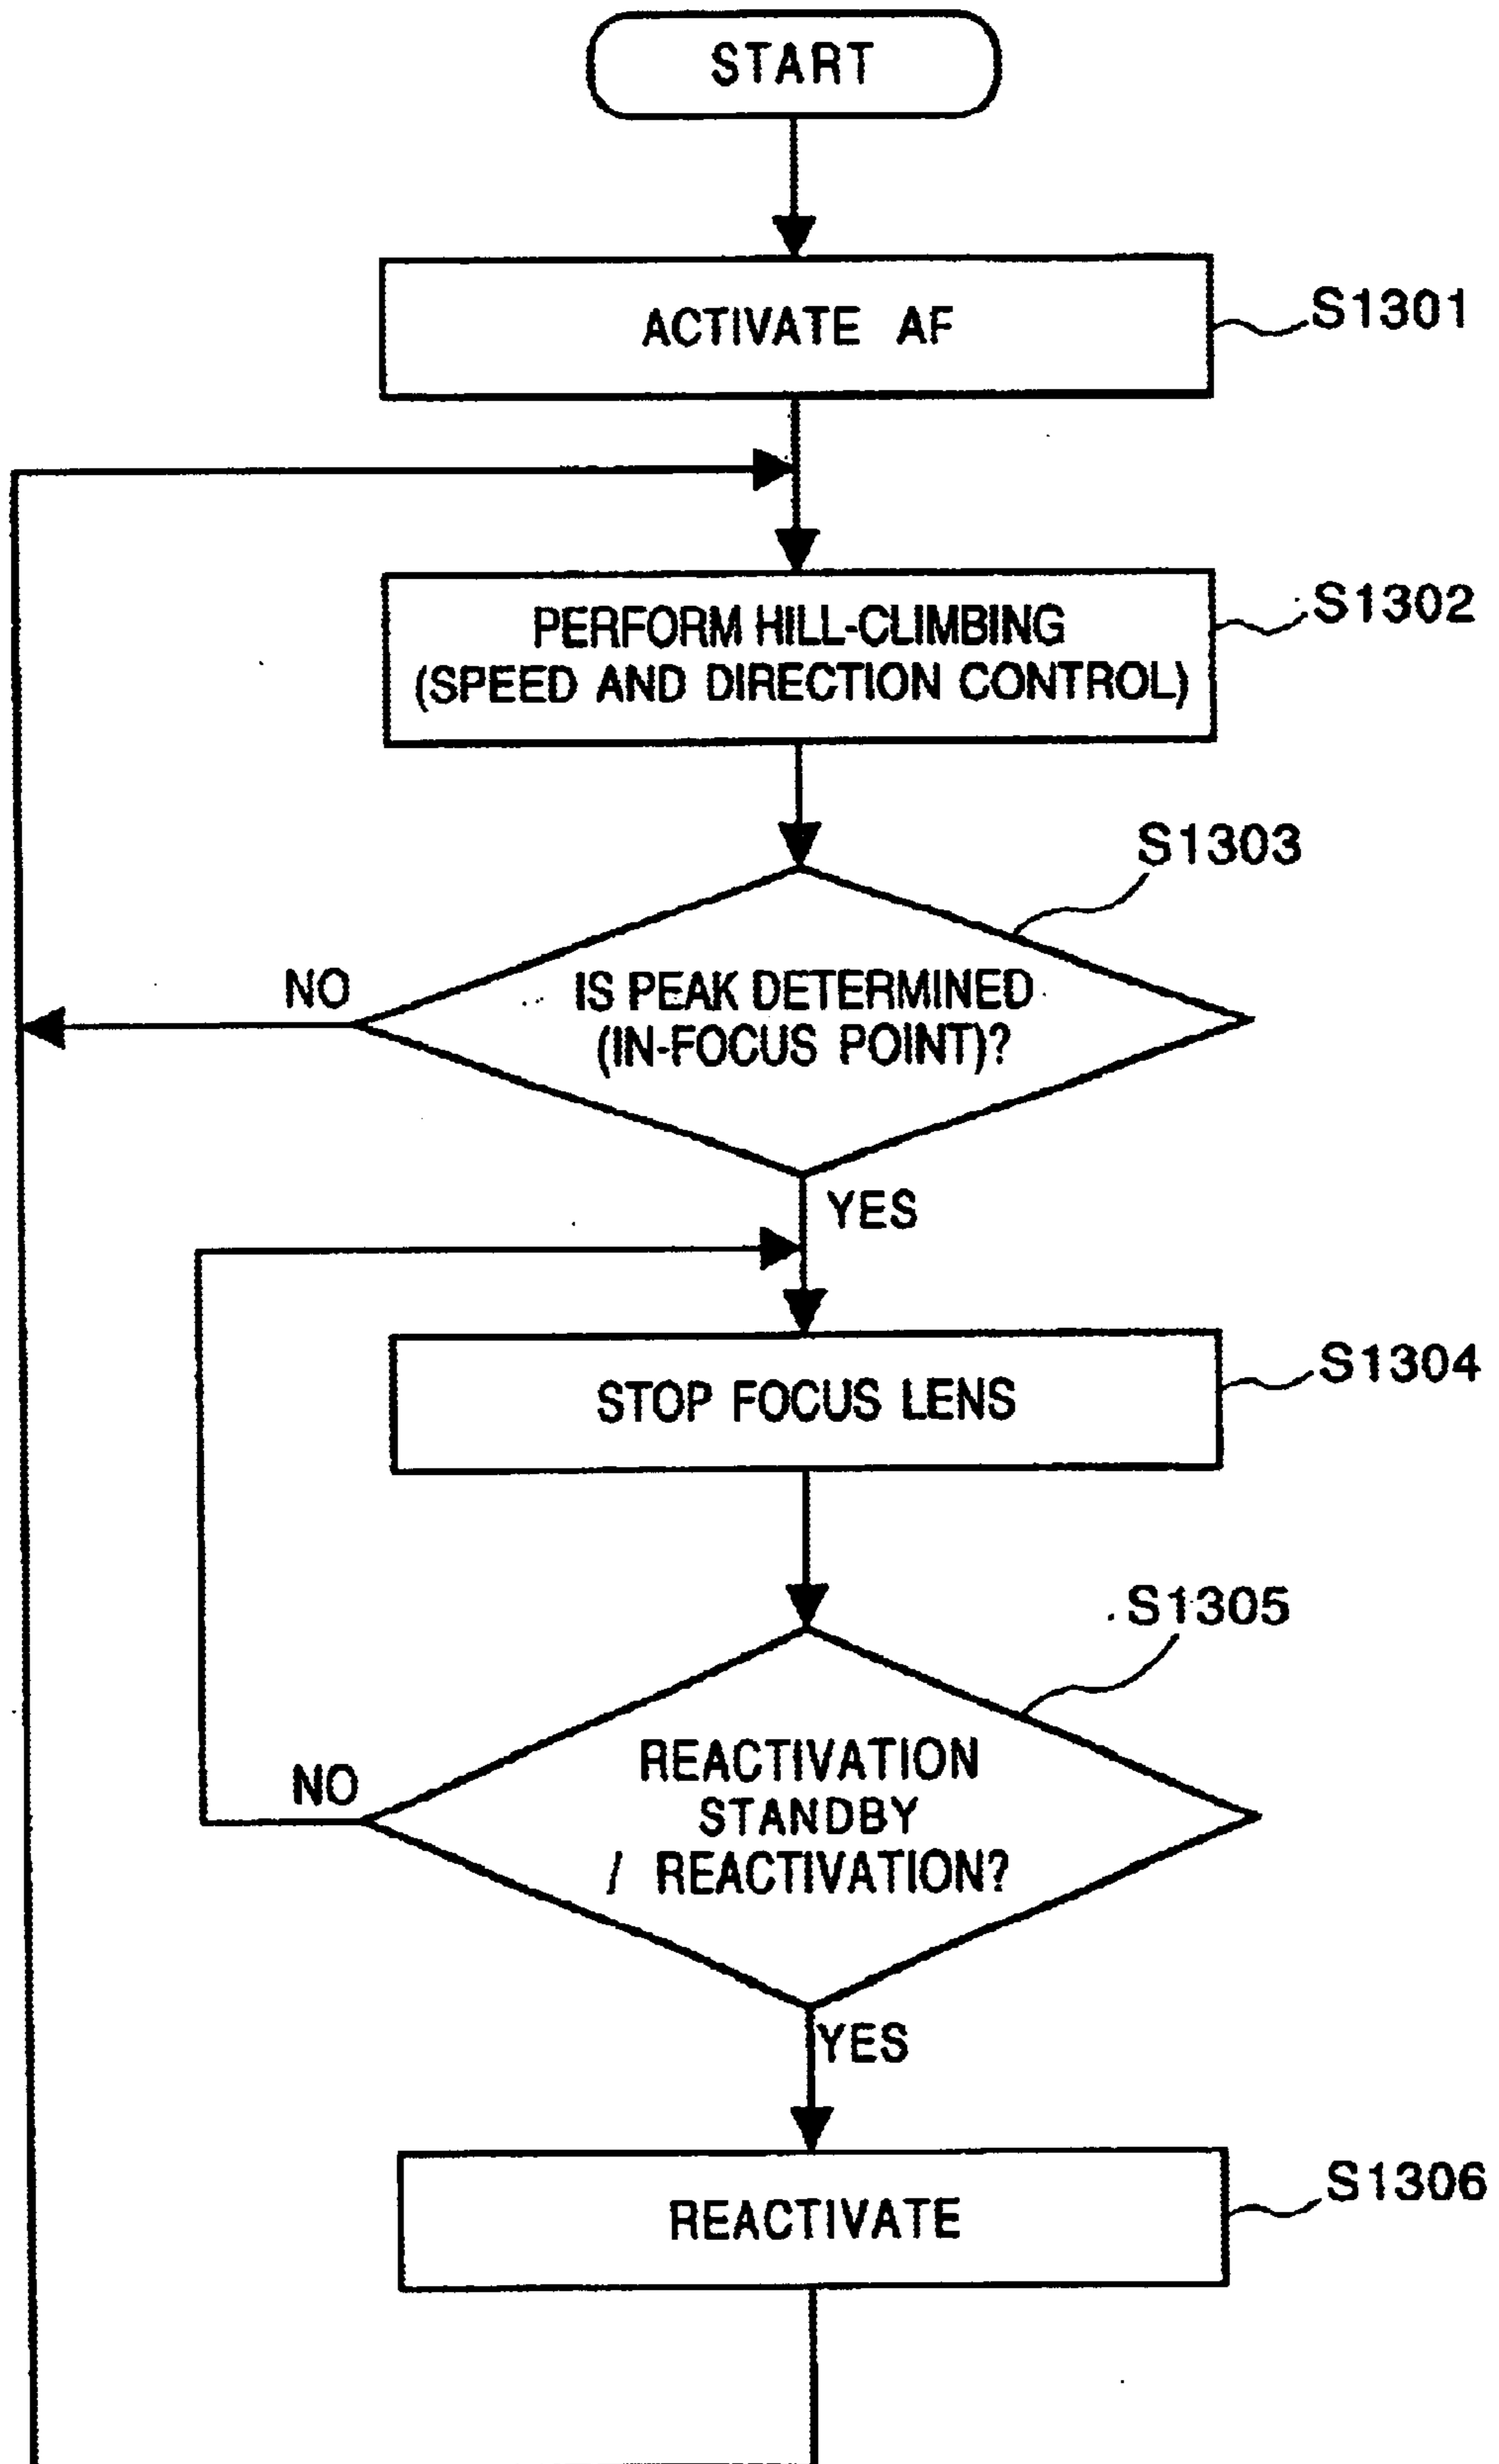 START
ACTIVATE AF
S1301
PERFORM HILL-CLIMBING
(SPEED AND DIRECTION CONTROL)
S1302
S1303
IS PEAK DETERMINED
(IN-FOCUS POINT)?
NO
YES
STOP FOCUS LENS
S1304
S1305
REACTIVATION
STANDBY
/ REACTIVATION?
NO
YES
REACTIVATE
S1306